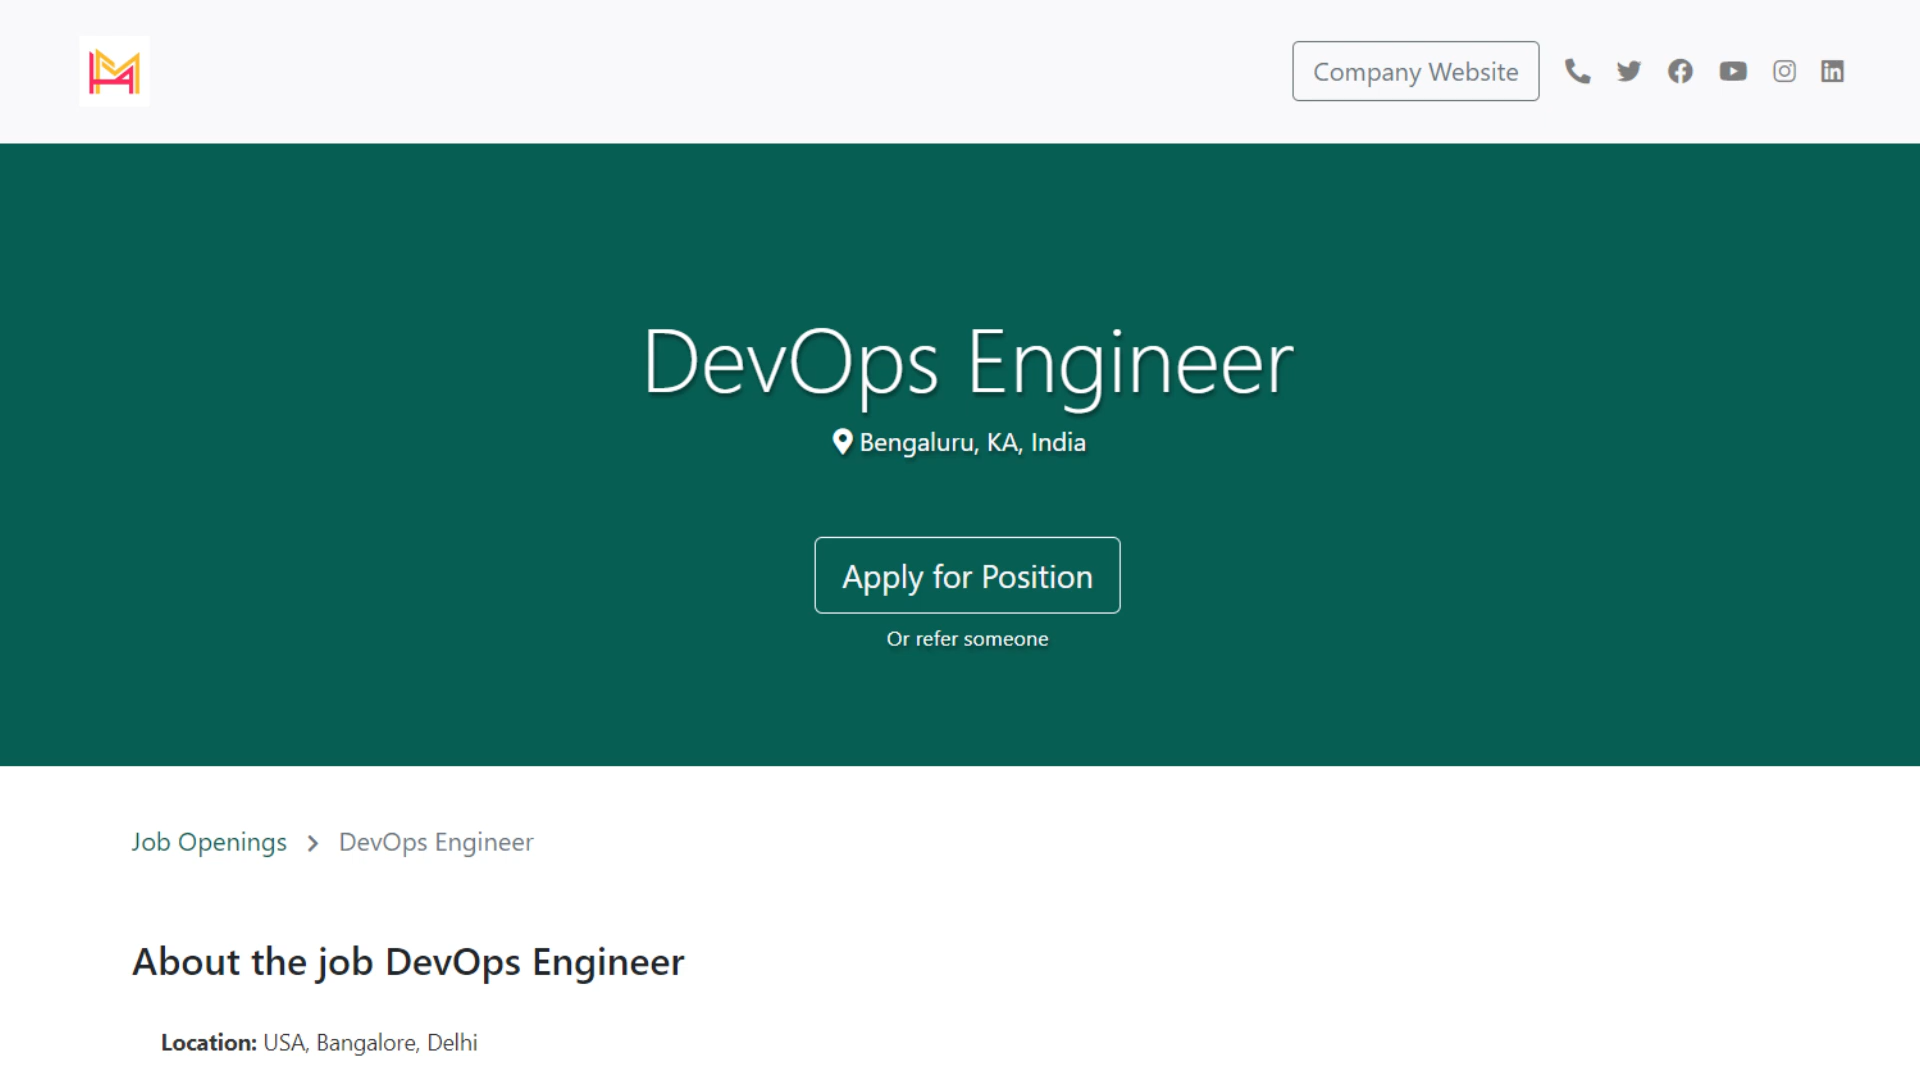 Company Website
DevOps Engineer
Bengaluru, KA, India
Apply for Position
Or refer someone
Job Openings > DevOps Engineer
About the job DevOps Engineer
Location: USA, Bangalore, Delhi